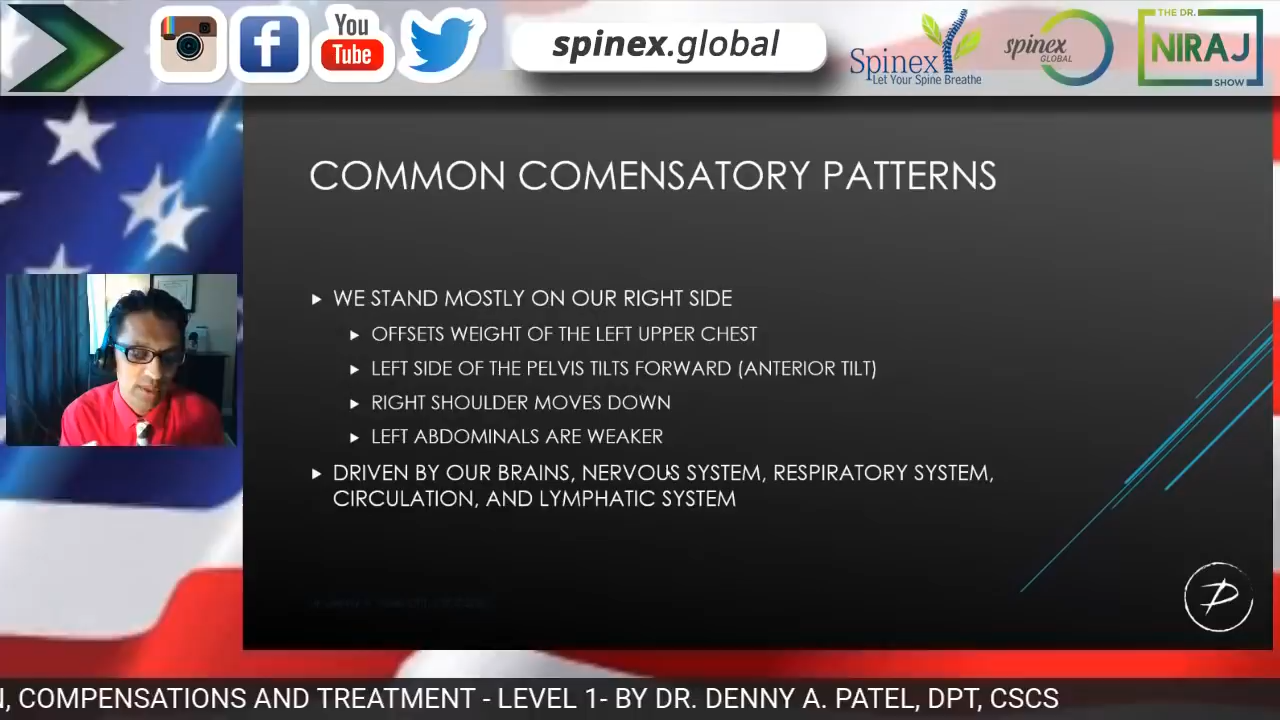 You
Tube
spinex.global
Spinex
Let Your Spine Breathe
spinex
GLOBAL
THE DR.
NIRAJ
SHOW
COMMON COMENSATORY PATTERNS
WE STAND MOSTLY ON OUR RIGHT SIDE
OFFSETS WEIGHT OF THE LEFT UPPER CHEST
LEFT SIDE OF THE PELVIS TILTS FORWARD (ANTERIOR TILT)
RIGHT SHOULDER MOVES DOWN
LEFT ABDOMINALS ARE WEAKER
DRIVEN BY OUR BRAINS, NERVOUS SYSTEM, RESPIRATORY SYSTEM,
CIRCULATION, AND LYMPHATIC SYSTEM
N, COMPENSATIONS AND TREATMENT - LEVEL 1- BY DR. DENNY A. PATEL, DPT, CSCS